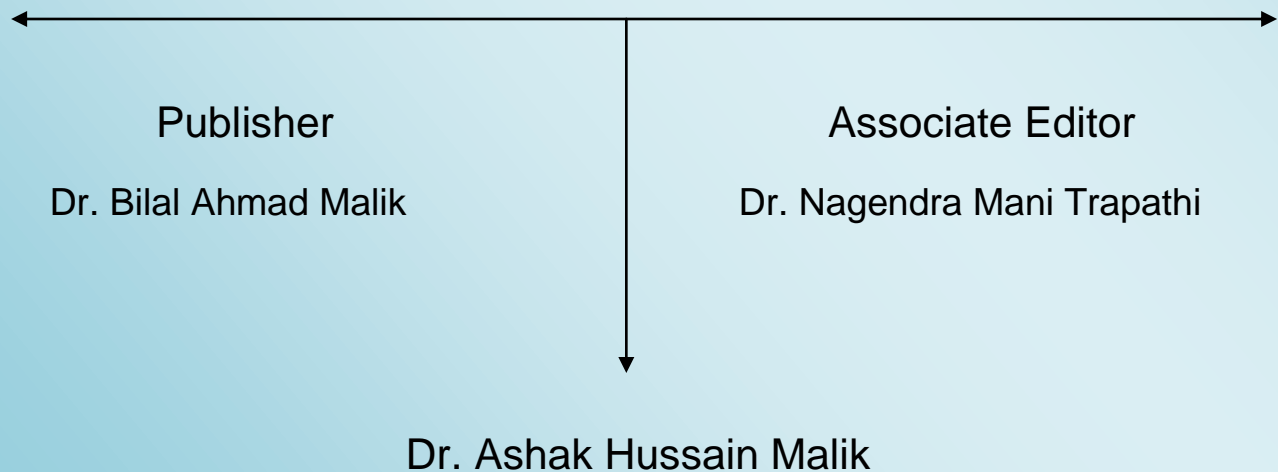 Publisher
Associate Editor
Dr. Bilal Ahmad Malik
Dr. Nagendra Mani Trapathi
Dr. Ashak Hussain Malik